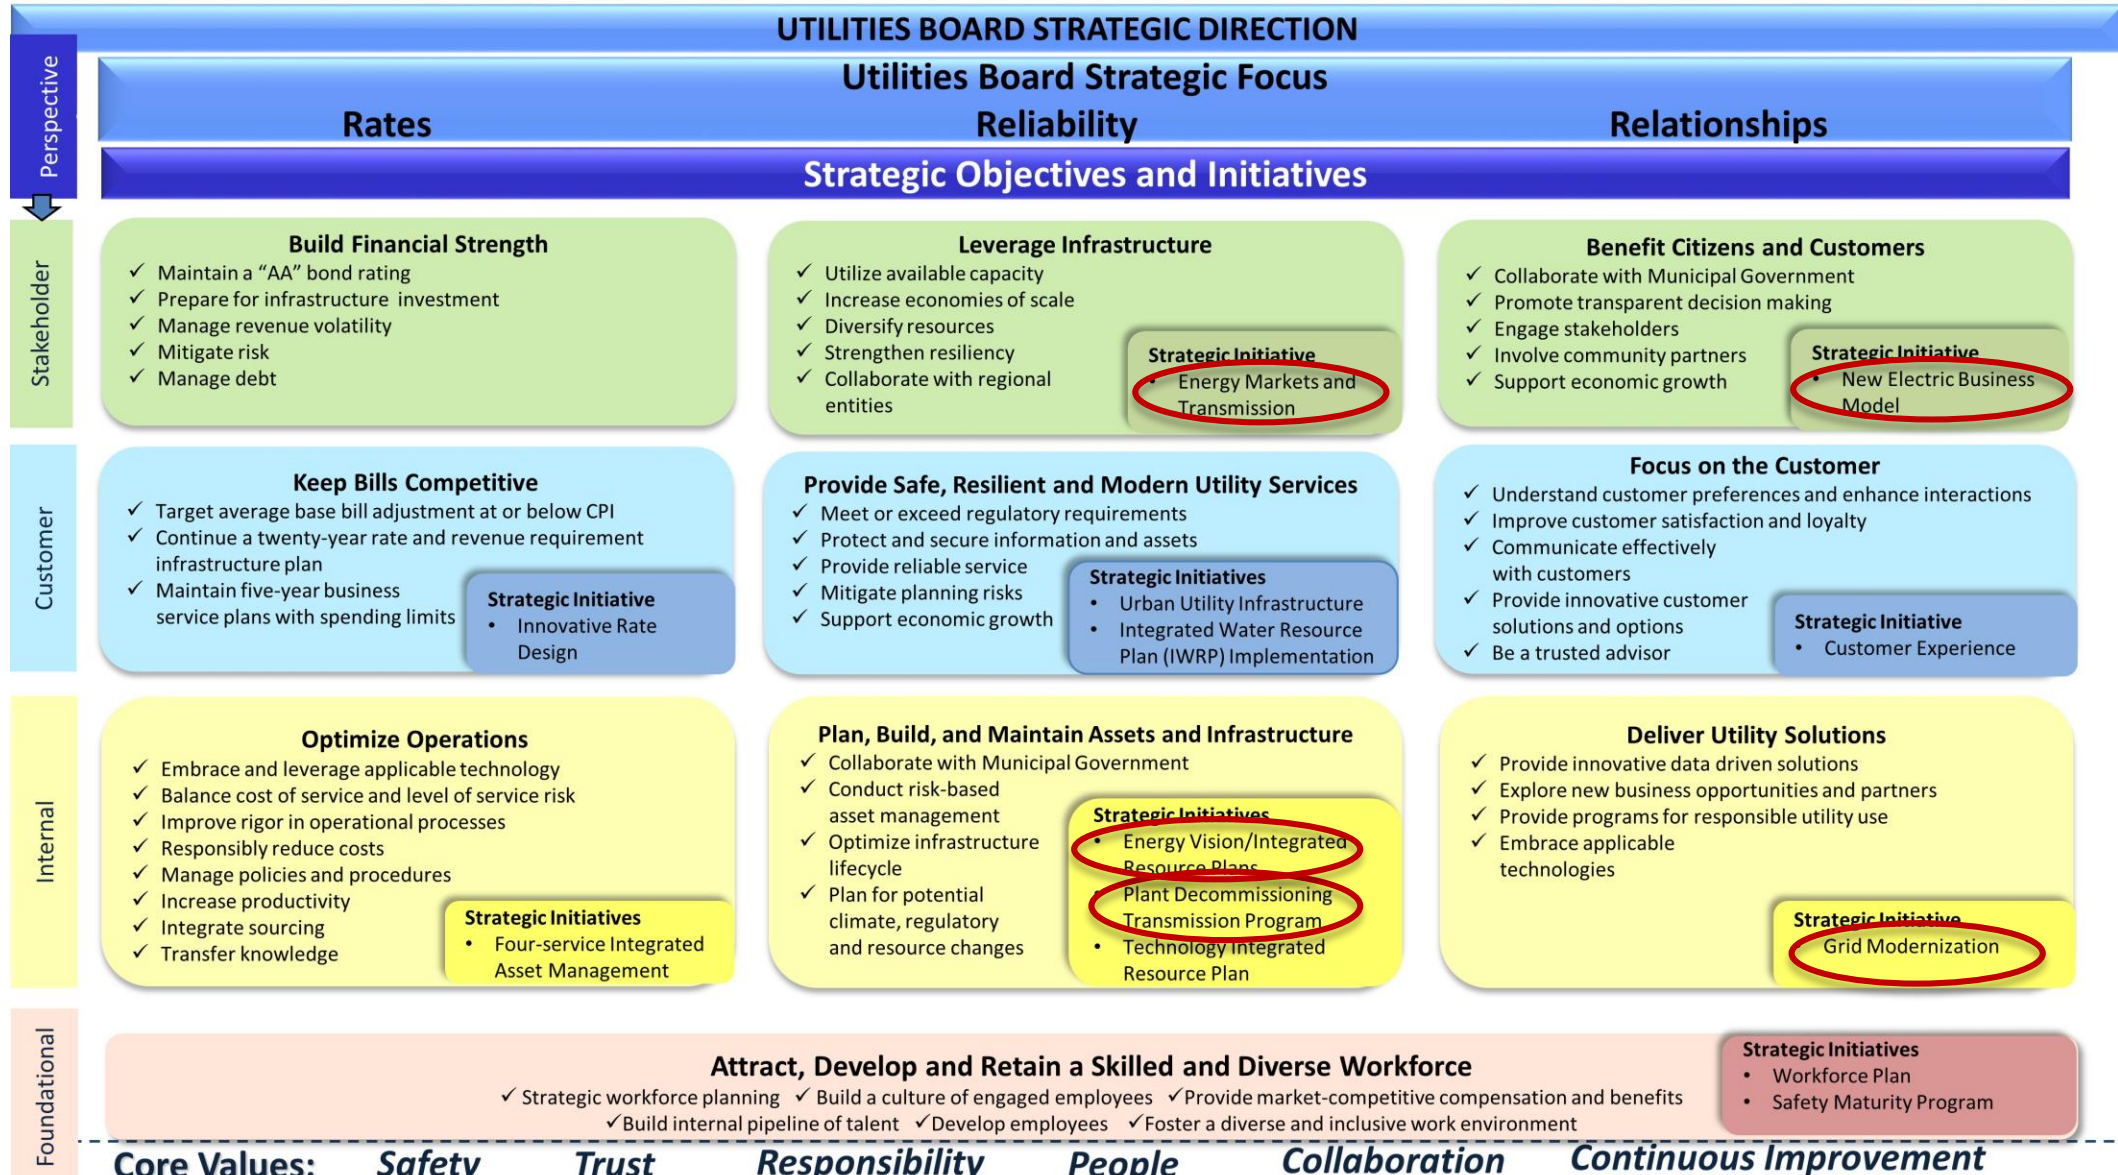 UTILITIES BOARD STRATEGIC DIRECTION
Perspective
Utilities Board Strategic Focus
Rates
Reliability
Relationships
Strategic Objectives and Initiatives
Stakeholder
Build Financial Strength
✓ Maintain a “AA” bond rating
✓ Prepare for infrastructure investment
✓ Manage revenue volatility
✓ Mitigate risk
✓ Manage debt
Leverage Infrastructure
✓ Utilize available capacity
✓ Increase economies of scale
✓ Diversify resources
✓ Strengthen resiliency
✓ Collaborate with regional
entities
Strategic Initiative
• Energy Markets and
Transmission
Benefit Citizens and Customers
✓ Collaborate with Municipal Government
✓ Promote transparent decision making
✓ Engage stakeholders
✓ Involve community partners
✓ Support economic growth
Strategic Initiative
• New Electric Business
Model
Customer
Keep Bills Competitive
✓ Target average base bill adjustment at or below CPI
✓ Continue a twenty-year rate and revenue requirement
infrastructure plan
✓ Maintain five-year business
service plans with spending limits
Strategic Initiative
• Innovative Rate
Design
Provide Safe, Resilient and Modern Utility Services
✓ Meet or exceed regulatory requirements
✓ Protect and secure information and assets
✓ Provide reliable service
✓ Mitigate planning risks
✓ Support economic growth
Strategic Initiatives
• Urban Utility Infrastructure
• Integrated Water Resource
Plan (IWRP) Implementation
Focus on the Customer
✓ Understand customer preferences and enhance interactions
✓ Improve customer satisfaction and loyalty
✓ Communicate effectively
with customers
✓ Provide innovative customer
solutions and options
✓ Be a trusted advisor
Strategic Initiative
• Customer Experience
Internal
Optimize Operations
✓ Embrace and leverage applicable technology
✓ Balance cost of service and level of service risk
✓ Improve rigor in operational processes
✓ Responsibly reduce costs
✓ Manage policies and procedures
✓ Increase productivity
✓ Integrate sourcing
✓ Transfer knowledge
Strategic Initiatives
• Four-service Integrated
Asset Management
Plan, Build, and Maintain Assets and Infrastructure
✓ Collaborate with Municipal Government
✓ Conduct risk-based
asset management
✓ Optimize infrastructure
lifecycle
✓ Plan for potential
climate, regulatory
and resource changes
Strategic Initiatives
• Energy Vision/Integrated
Resource Plans
• Plant Decommissioning
Transmission Program
• Technology Integrated
Resource Plan
Deliver Utility Solutions
✓ Provide innovative data driven solutions
✓ Explore new business opportunities and partners
✓ Provide programs for responsible utility use
✓ Embrace applicable
technologies
Strategic Initiative
Grid Modernization
Foundational
Attract, Develop and Retain a Skilled and Diverse Workforce
✓ Strategic workforce planning ✓ Build a culture of engaged employees ✓Provide market-competitive compensation and benefits
✓Build internal pipeline of talent ✓Develop employees ✓Foster a diverse and inclusive work environment
Strategic Initiatives
• Workforce Plan
• Safety Maturity Program
Core Values: Safety Trust Responsibility People Collaboration Continuous Improvement